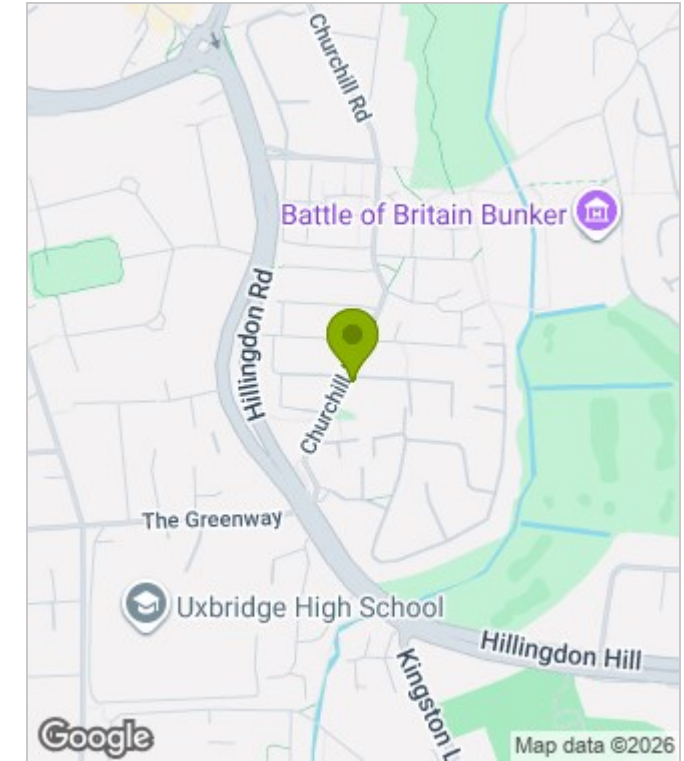 Churchill Rd
Battle of Britain Bunker
Hillingdon Rd
Churchill
The Greenway
Uxbridge High School
Hillingdon Hill
Kingston L
Google
Map data ©2026